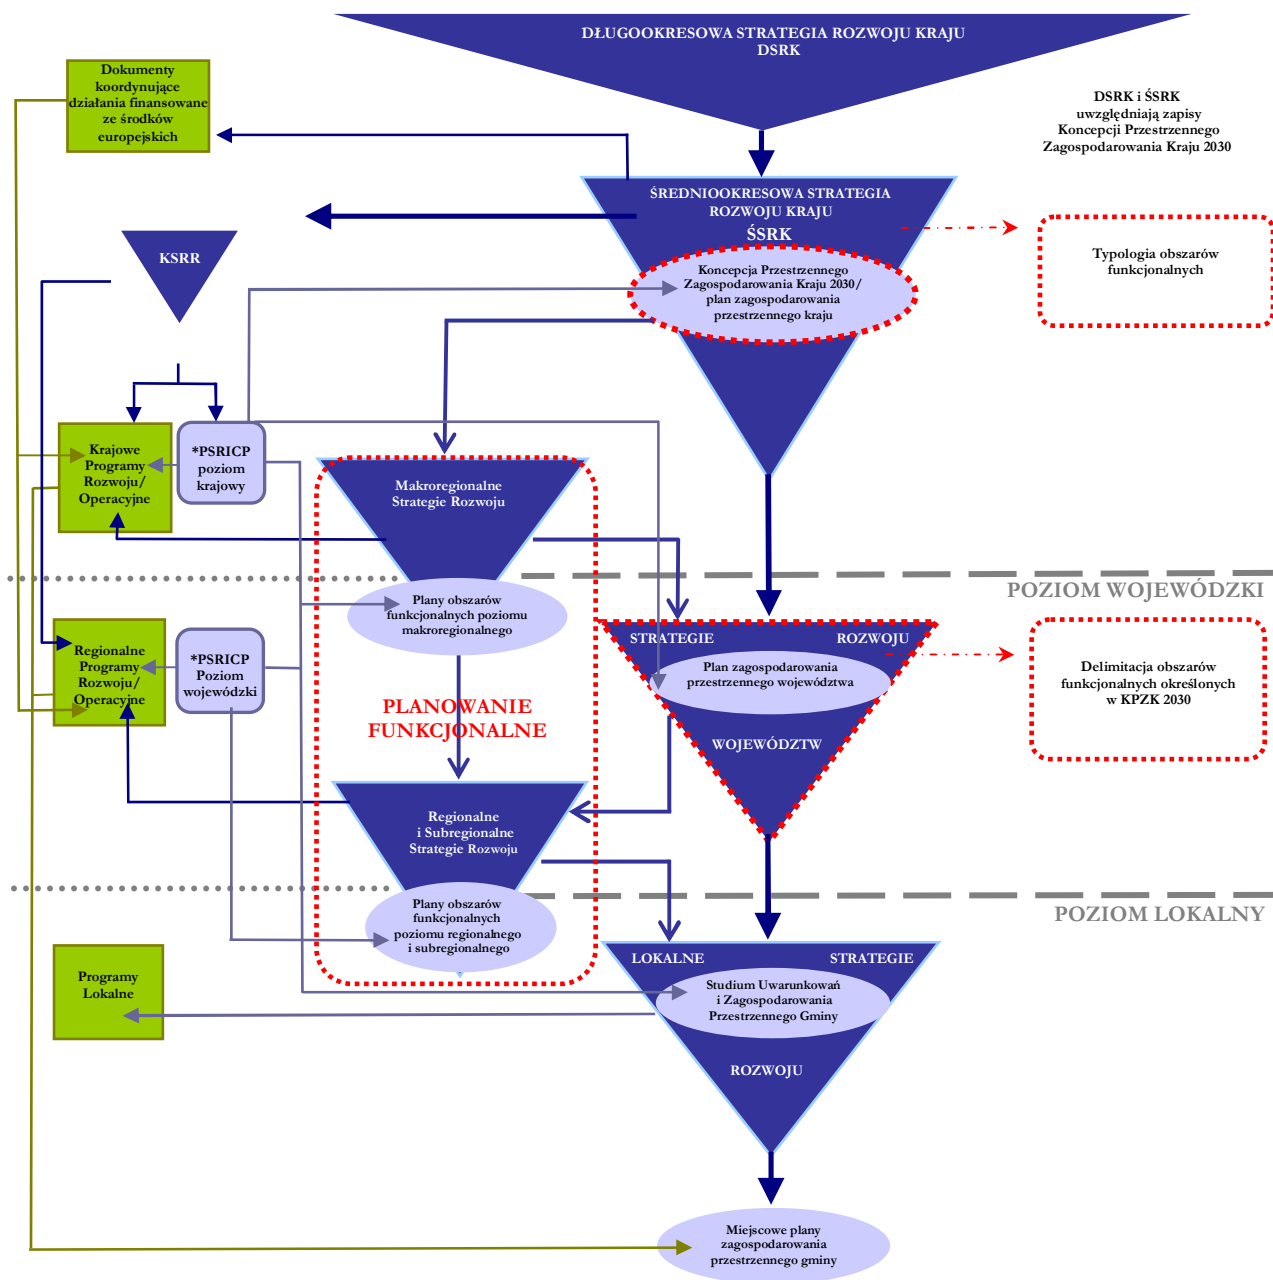 DŁUGOOKRESOWA STRATEGIA ROZWOJU KRAJU
DSRK
Dokumenty
koordynujące
działania finansowane
ze środków
europejskich
DSRK i ŚSRK
uwzględniają zapisy
Koncepcji Przestrzennego
Zagospodarowania Kraju 2030
ŚREDNIOOKRESOWA STRATEGIA
ROZWOJU KRAJU
ŚSRK
Koncepcja Przestrzennego
Zagospodarowania Kraju 2030/
plan zagospodarowania
przestrzennego kraju
Typologia obszarów
funkcjonalnych
KSRR
Krajowe
Programy
Rozwoju/
Operacyjne
*PSRICP
poziom
krajowy
Makroregionalne
Strategie Rozwoju
POZIOM WOJEWÓDZKI
Plany obszarów
funkcjonalnych poziomu
makroregionalnego
STRATEGIE ROZWOJU
Plan zagospodarowania
przestrzennego województwa
WOJEWÓDZTW
Delimitacja obszarów
funkcjonalnych określonych
w KPZK 2030
Regionalne
Programy
Rozwoju/
Operacyjne
*PSRICP
Poziom
wojewódzki
PLANOWANIE
FUNKCJONALNE
Regionalne
i Subregionalne
Strategie Rozwoju
Plany obszarów
funkcjonalnych
poziomu regionalnego
i subregionalnego
POZIOM LOKALNY
Programy
Lokalne
LOKALNE STRATEGIE
Studium Uwarunkowań
i Zagospodarowania
Przestrzennego Gminy
ROZWOJU
Miejscowe plany
zagospodarowania
przestrzennego gminy